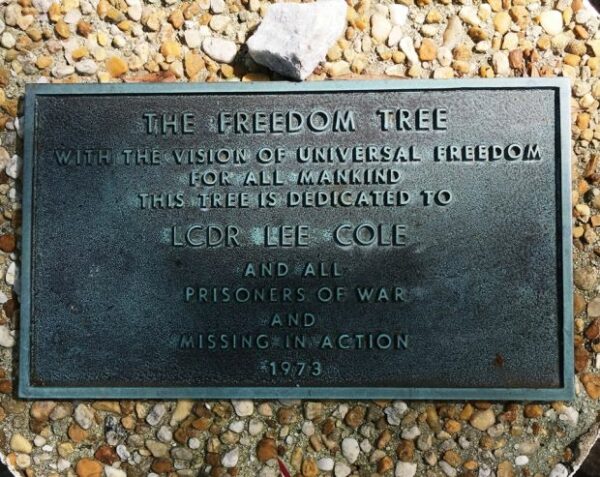 THE FREEDOM TREE
WITH THE VISION OF UNIVERSAL FREEDOM
FOR ALL MANKIND
THIS TREE IS DEDICATED TO
LCDR LEE COLE
AND ALL
PRISONERS OF WAR
AND
MISSING IN ACTION
1973